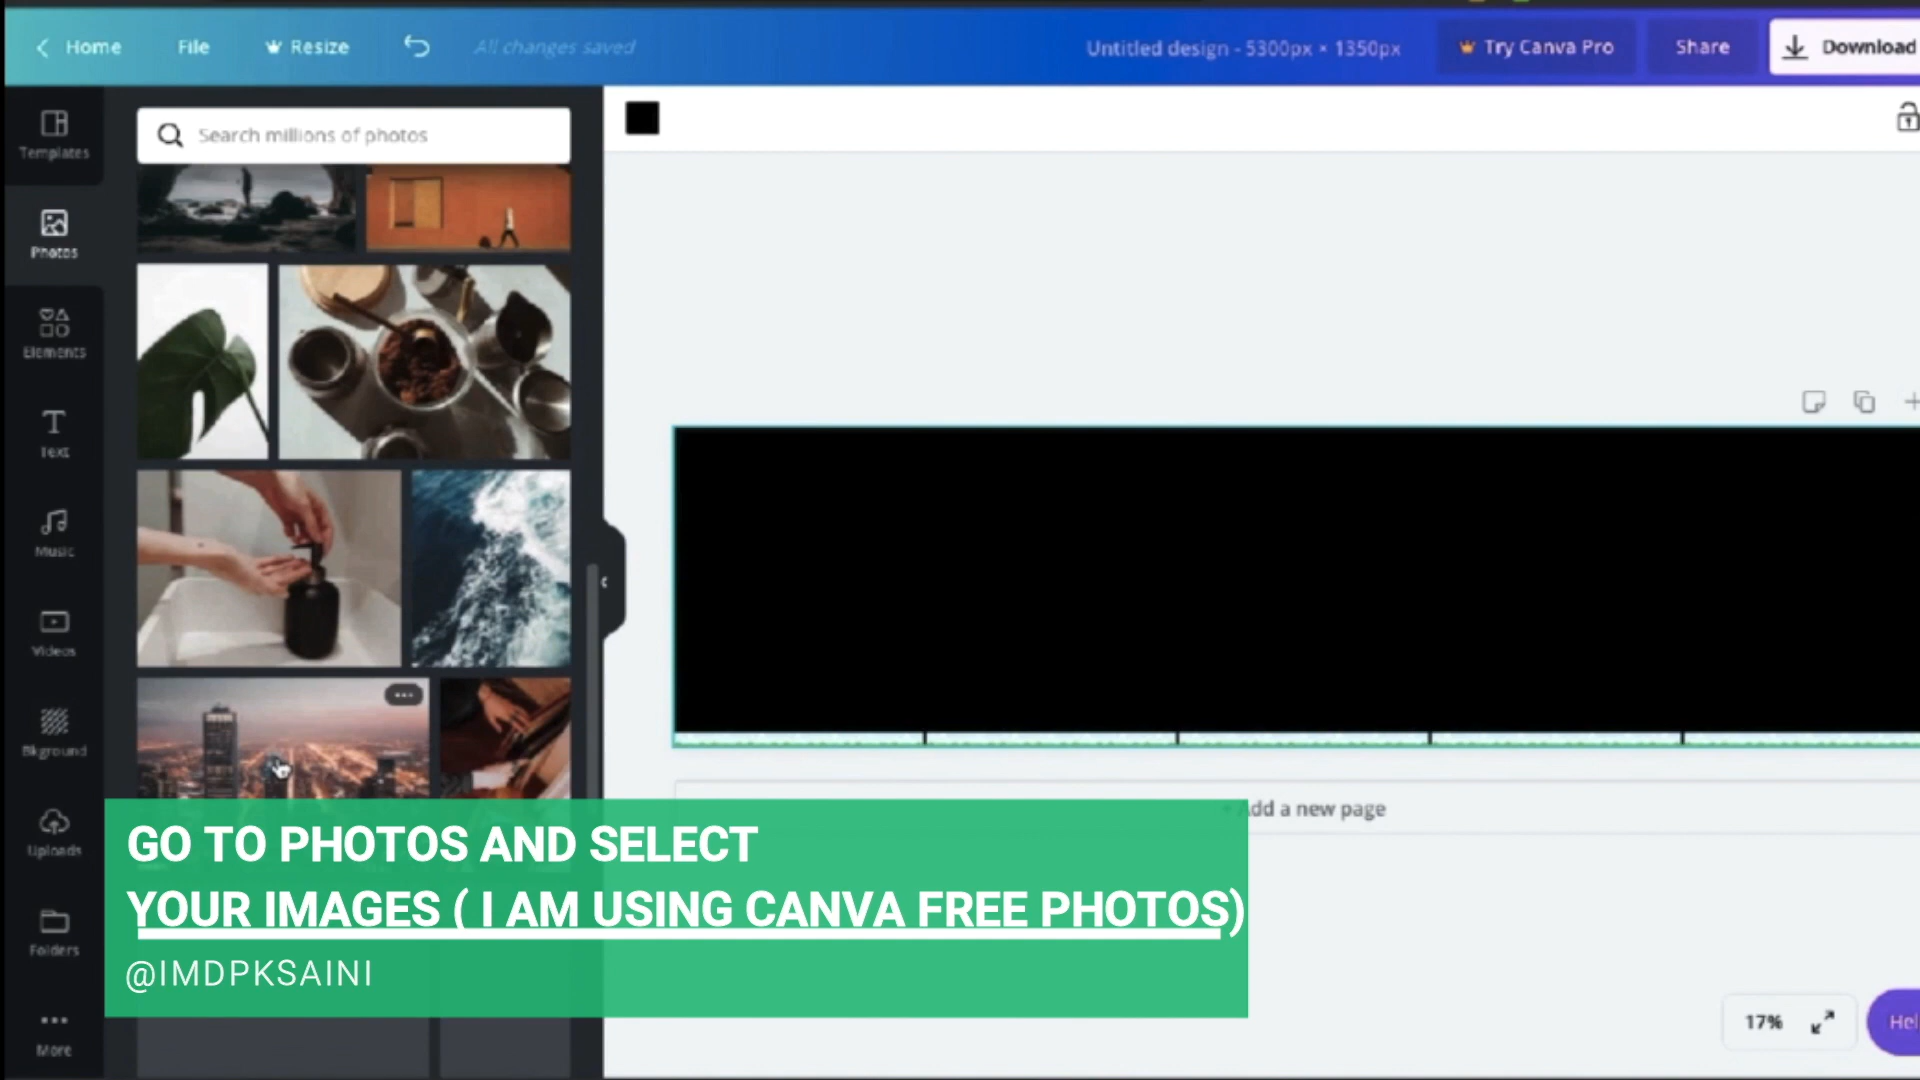 Home File Resize All changes saved Untitled design - 5300px × 1350px Try Canva Pro Share Download
Templates
Search millions of photos
Photos
Elements
Text
Music
Videos
Bkground
+ Add a new page
Uploads
GO TO PHOTOS AND SELECT
YOUR IMAGES ( I AM USING CANVA FREE PHOTOS)
Folders
@IMDPKSAINI
17%
Hel
More